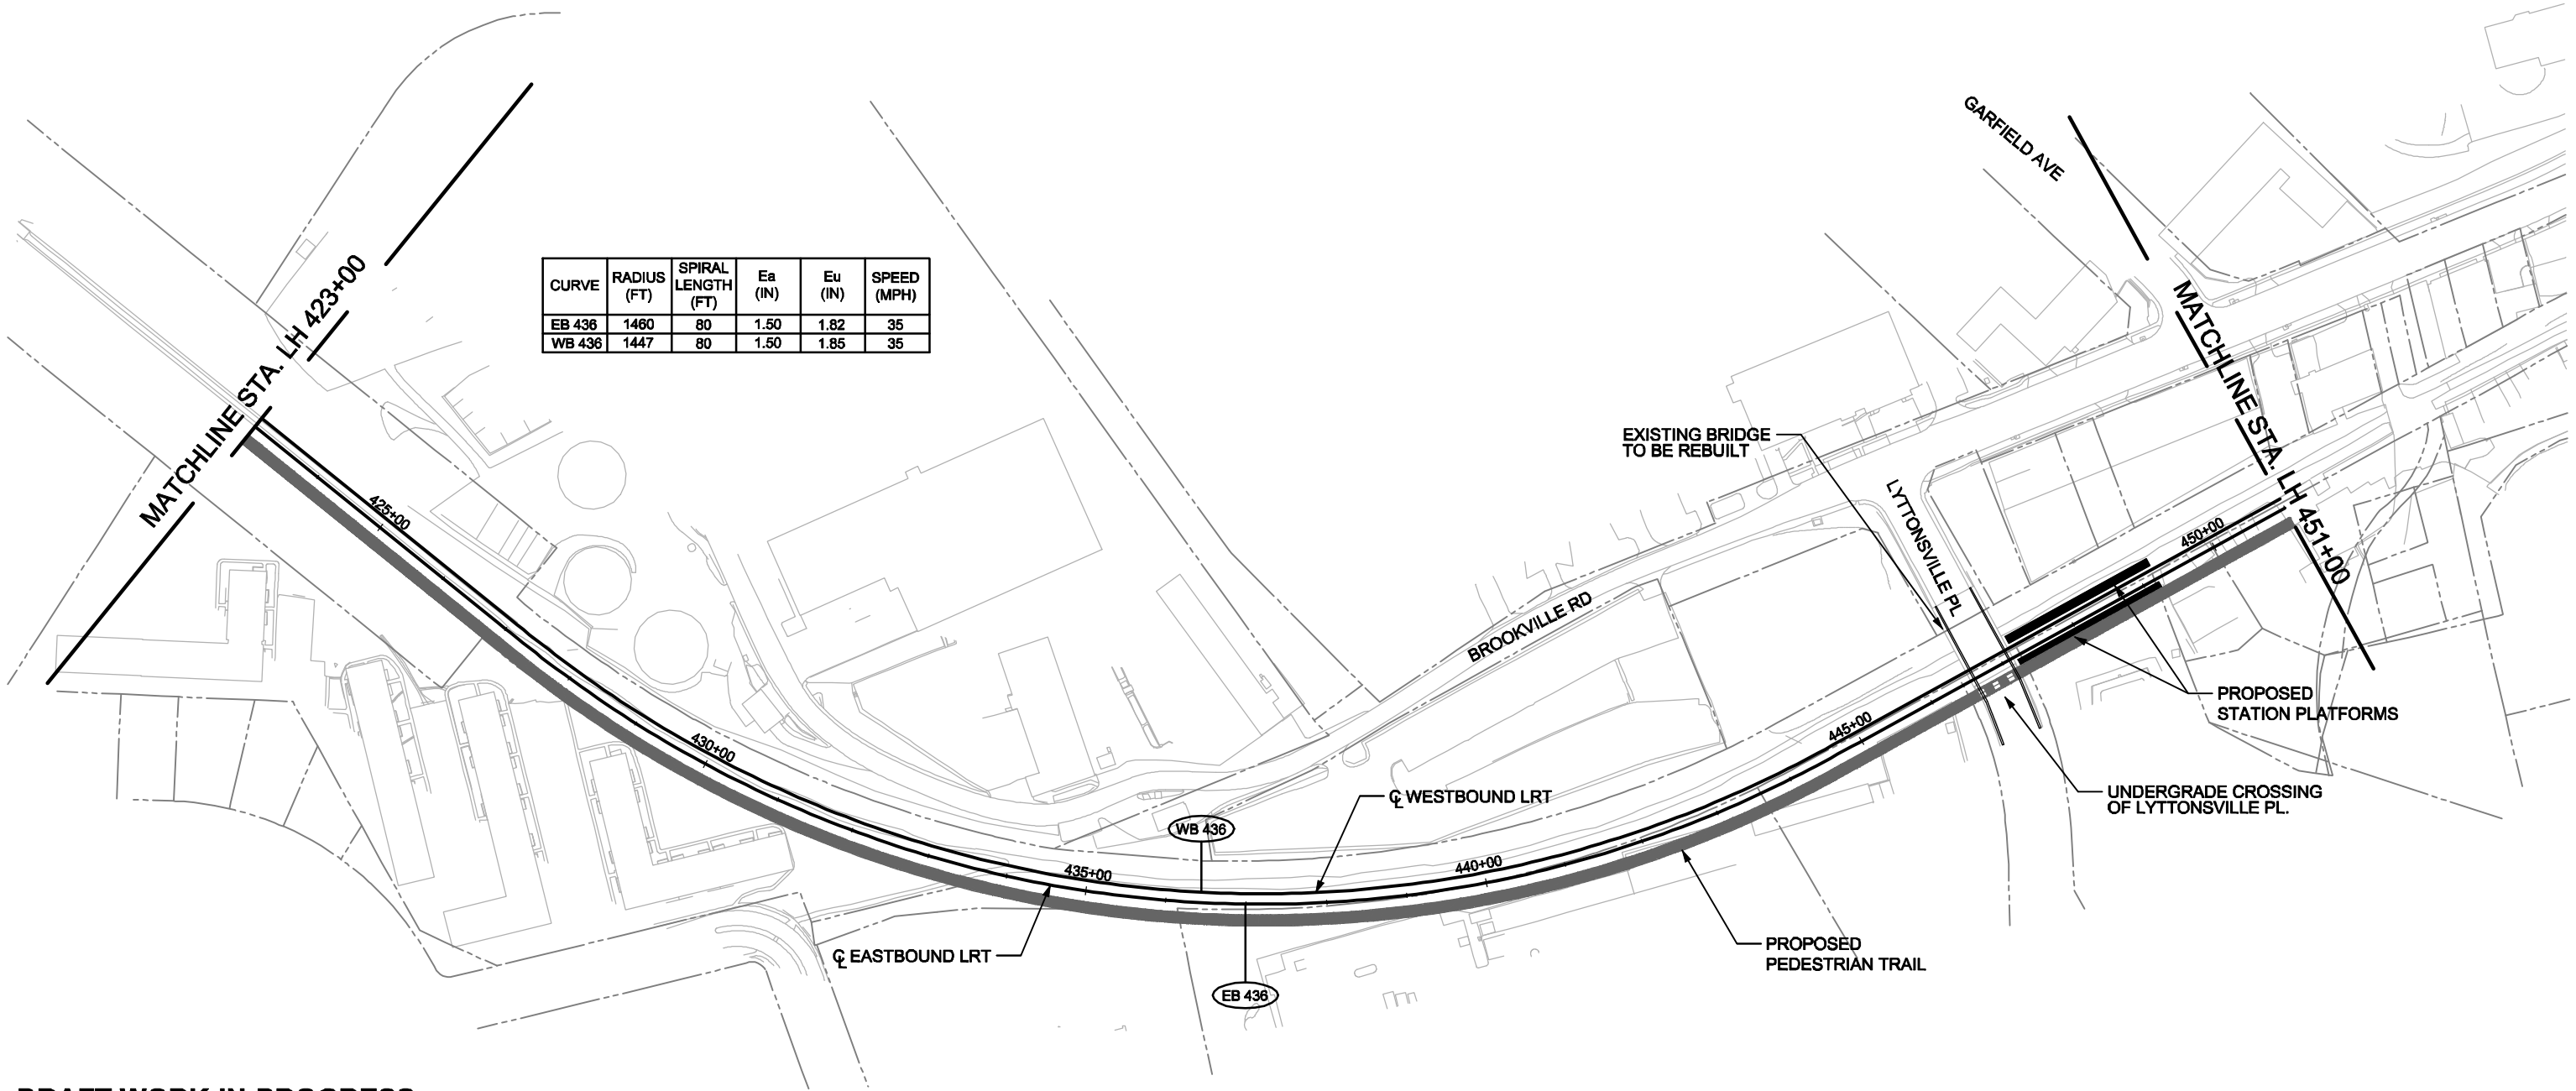 GARFIELD AVE
MATCHLINE STA. LH 423+00
CURVE RADIUS (FT) SPIRAL LENGTH (FT) Ea (IN) Eu (IN) SPEED (MPH)
EB 436 1460 80 1.50 1.82 35
WB 436 1447 80 1.50 1.85 35
MATCHLINE STA. LH 451+00
EXISTING BRIDGE
TO BE REBUILT
LYTTONSVILLE PL
425+00
450+00
BROOKVILLE RD
PROPOSED
STATION PLATFORMS
430+00
445+00
UNDERGRADE CROSSING
OF LYTTONSVILLE PL.
℄ WESTBOUND LRT
WB 436
435+00
440+00
℄ EASTBOUND LRT
PROPOSED
PEDESTRIAN TRAIL
EB 436
DRAFT WORK IN PROGRESS